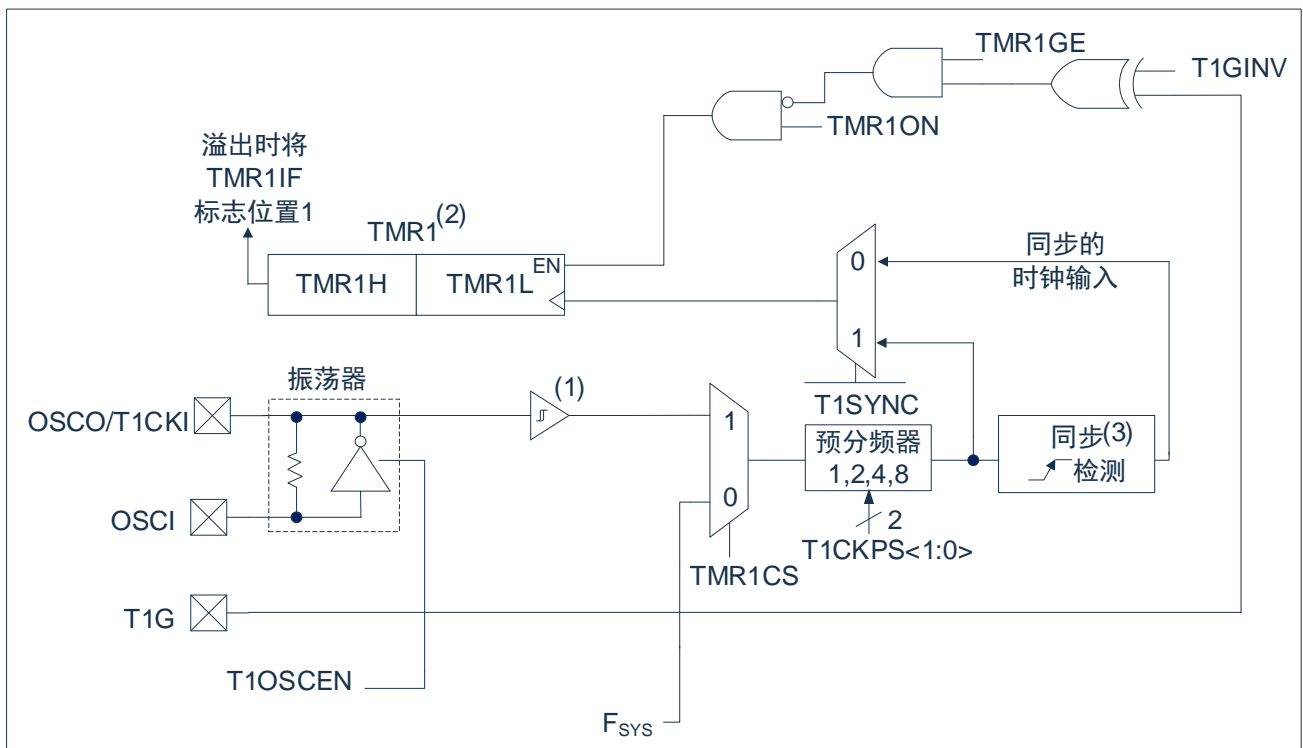 TMR1GE
T1GINV
TMR1ON
溢出时将
TMR1IF
标志位置1
TMR1(2)
EN
TMR1H
TMR1L
0
1
同步的
时钟输入
T1SYNC
振荡器
(1)
OSCO/T1CKI
OSCI
1
0
TMR1CS
预分频器
1,2,4,8
2
T1CKPS<1:0>
同步(3)
检测
T1G
T1OSCEN
FSYS